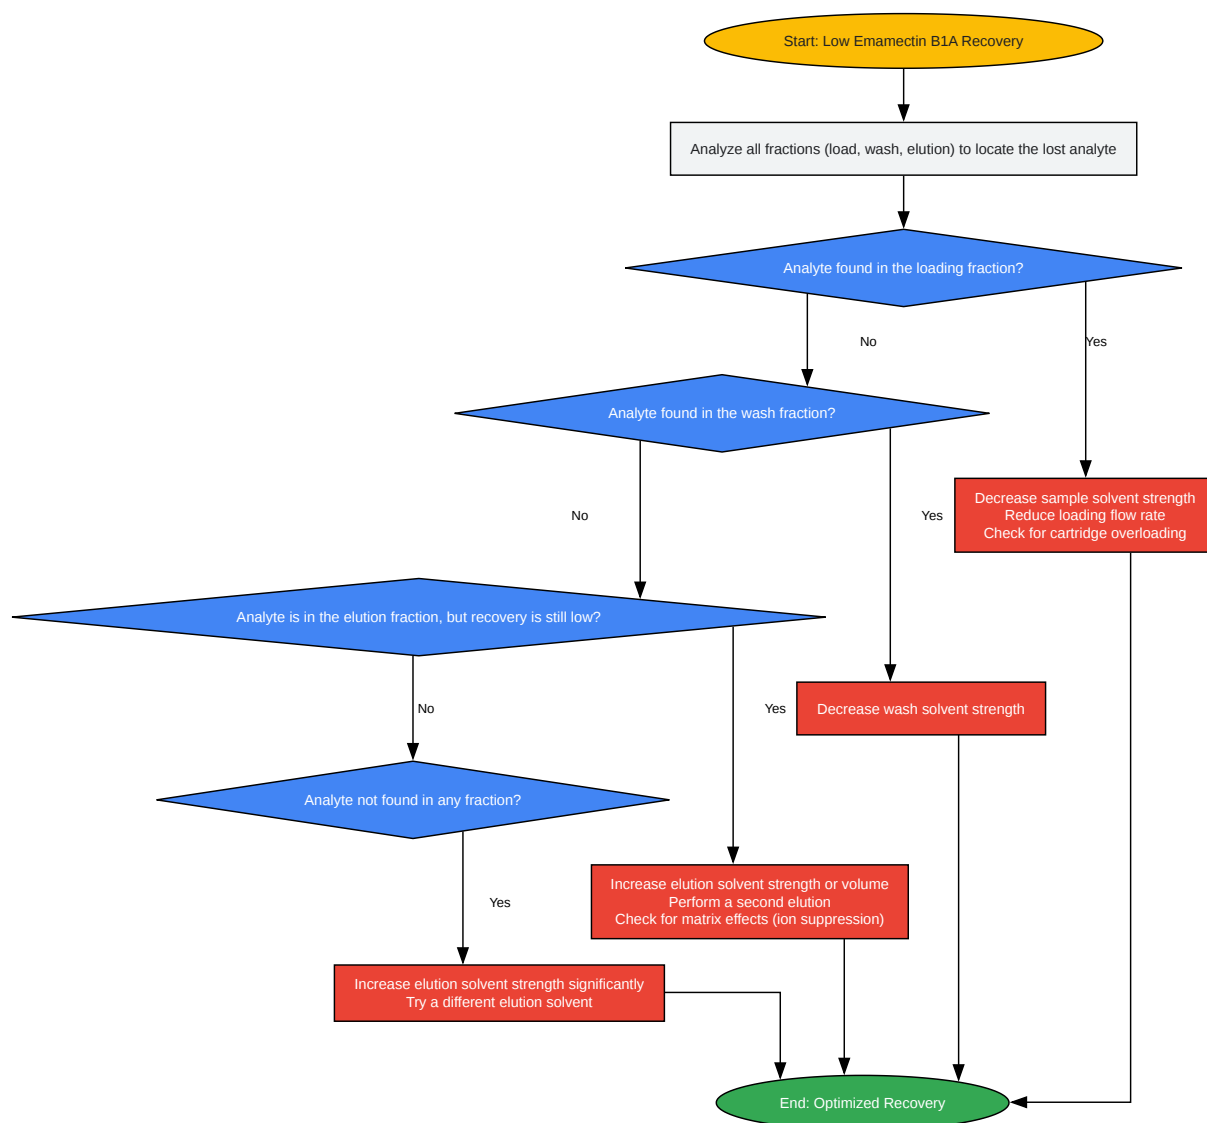 Start: Low Emamectin B1A Recovery
Analyze all fractions (load, wash, elution) to locate the lost analyte
Analyte found in the loading fraction?
No
Yes
Analyte found in the wash fraction?
Decrease sample solvent strength
Reduce loading flow rate
Check for cartridge overloading
No
Yes
Analyte is in the elution fraction, but recovery is still low?
No
Yes
Decrease wash solvent strength
Analyte not found in any fraction?
Increase elution solvent strength or volume
Perform a second elution
Check for matrix effects (ion suppression)
Yes
Increase elution solvent strength significantly
Try a different elution solvent
End: Optimized Recovery